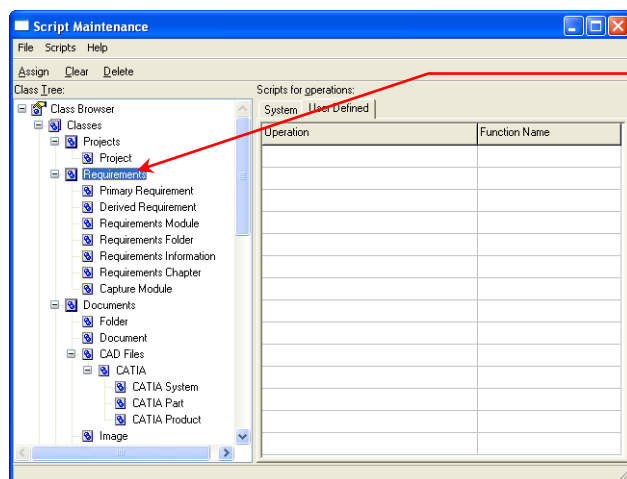 Script Maintenance
File Scripts Help
Assign Clear Delete
Class Tree:
Scripts for operations:
Class Browser
Classes
Projects
Project
Requirements
Primary Requirement
Derived Requirement
Requirements Module
Requirements Folder
Requirements Information
Requirements Chapter
Capture Module
Documents
Folder
Document
CAD Files
CATIA
CATIA System
CATIA Part
CATIA Product
Image
System User Defined
Operation Function Name